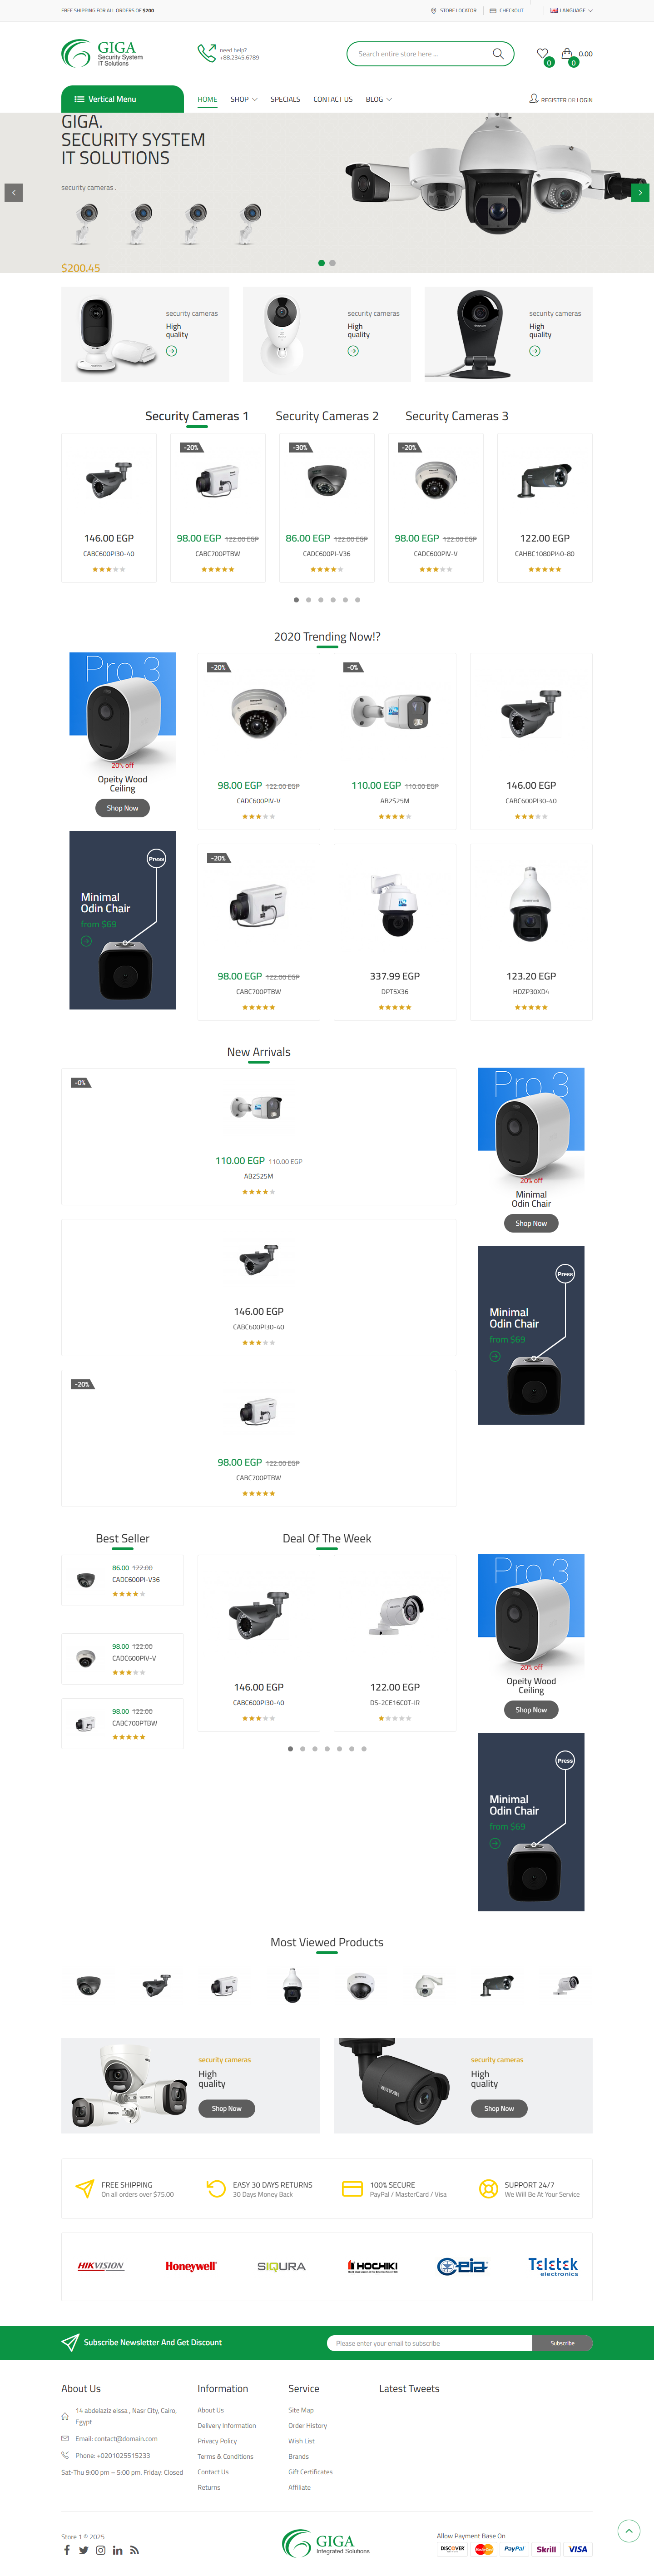 FREE SHIPPING FOR ALL ORDERS OF $200
STORE LOCATOR
CHECKOUT
LANGUAGE
GIGA
Security Systems
IT Solutions
need help?
+88.2345.6789
Search entire store here ...
0
0
0.00
Vertical Menu
HOME
SHOP
SPECIALS
CONTACT US
BLOG
REGISTER OR LOGIN
GIGA.
SECURITY SYSTEM
IT SOLUTIONS
security cameras .
$200.45
security cameras
High
quality
security cameras
High
quality
security cameras
High
quality
Security Cameras 1
Security Cameras 2
Security Cameras 3
146.00 EGP
CABC600PI30-40
-20%
98.00 EGP 122.00 EGP
CABC700PTBW
-30%
86.00 EGP 122.00 EGP
CADC600PI-V36
-20%
98.00 EGP 122.00 EGP
CADC600PIV-V
122.00 EGP
CAHBC1080PI40-80
2020 Trending Now!?
Pro 3
20% off
Opeity Wood
Ceiling
Shop Now
Press
Minimal
Odin Chair
from $69
-20%
98.00 EGP 122.00 EGP
CADC600PIV-V
-0%
110.00 EGP 110.00 EGP
AB2S25M
146.00 EGP
CABC600PI30-40
-20%
98.00 EGP 122.00 EGP
CABC700PTBW
337.99 EGP
DPT5X36
123.20 EGP
HDZP30XD4
New Arrivals
-0%
110.00 EGP 110.00 EGP
AB2S25M
146.00 EGP
CABC600PI30-40
-20%
98.00 EGP 122.00 EGP
CABC700PTBW
Pro 3
20% off
Minimal
Odin Chair
Shop Now
Press
Minimal
Odin Chair
from $69
Best Seller
86.00 122.00
CADC600PI-V36
98.00 122.00
CADC600PIV-V
98.00 122.00
CABC700PTBW
Deal Of The Week
146.00 EGP
CABC600PI30-40
122.00 EGP
DS-2CE16C0T-IR
Pro 3
20% off
Opeity Wood
Ceiling
Shop Now
Press
Minimal
Odin Chair
from $69
Most Viewed Products
security cameras
High
quality
Shop Now
security cameras
High
quality
Shop Now
FREE SHIPPING
On all orders over $75.00
EASY 30 DAYS RETURNS
30 Days Money Back
100% SECURE
PayPal / MasterCard / Visa
SUPPORT 24/7
We Will Be At Your Service
HIKVISION
Honeywell
SIQURA
HOCHIKI
Ceia
Teletek
electronics
Subscribe Newsletter And Get Discount
Please enter your email to subscribe
Subscribe
About Us
14 abdelaziz eissa , Nasr City, Cairo,
Egypt
Email: contact@domain.com
Phone: +0201025515233
Sat-Thu 9:00 pm – 5:00 pm. Friday: Closed
Information
About Us
Delivery Information
Privacy Policy
Terms & Conditions
Contact Us
Returns
Service
Site Map
Order History
Wish List
Brands
Gift Certificates
Affiliate
Latest Tweets
Store 1 © 2025
GIGA
Integrated Solutions
Allow Payment Base On
DISCOVER
MasterCard
PayPal
Skrill
VISA